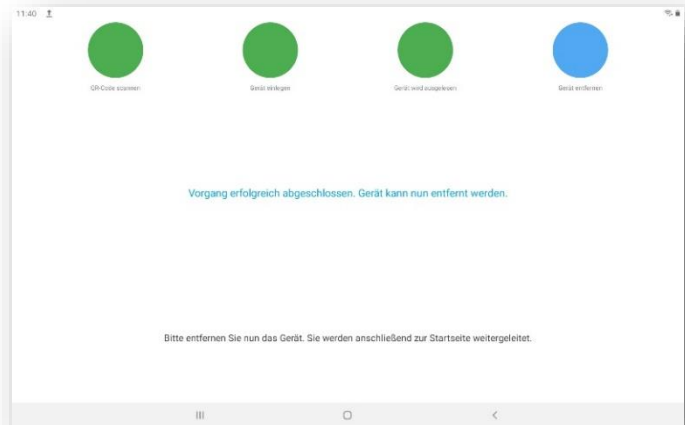 11:40
QR-Code scannen
Gerät einlegen
Gerät wird ausgelesen
Gerät entfernen
Vorgang erfolgreich abgeschlossen. Gerät kann nun entfernt werden.
Bitte entfernen Sie nun das Gerät. Sie werden anschließend zur Startseite weitergeleitet.